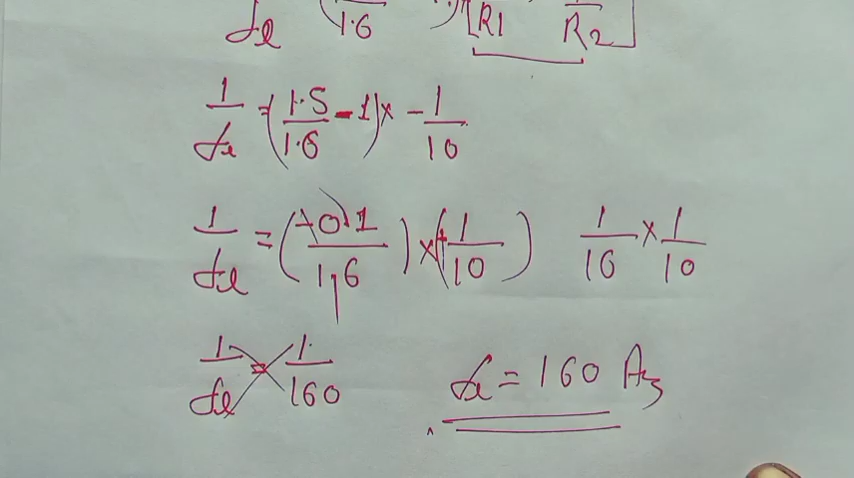 1.6 [R1 R2]
1/fl = (1.5/1.6 - 1) x - 1/10
1/fl = (-0.1/1.6) x (-1/10) 1/16 x 1/10
1/fl = 1/160 fl = 160 Ans